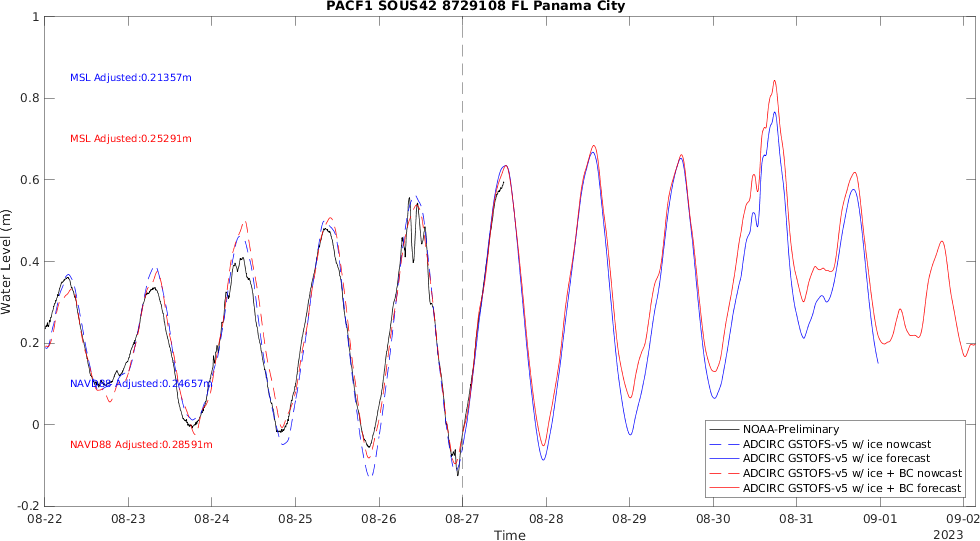 PACF1 SOUS42 8729108 FL Panama City
1
0.8
0.6
0.4
0.2
0
-0.2
Water Level (m)
MSL Adjusted:0.21357m
MSL Adjusted:0.25291m
NAVD88 Adjusted:0.24657m
NAVD88 Adjusted:0.28591m
NOAA-Preliminary
ADCIRC GSTOFS-v5 w/ ice nowcast
ADCIRC GSTOFS-v5 w/ ice forecast
ADCIRC GSTOFS-v5 w/ ice + BC nowcast
ADCIRC GSTOFS-v5 w/ ice + BC forecast
08-22 08-23 08-24 08-25 08-26 08-27 08-28 08-29 08-30 08-31 09-01 09-02
Time
2023